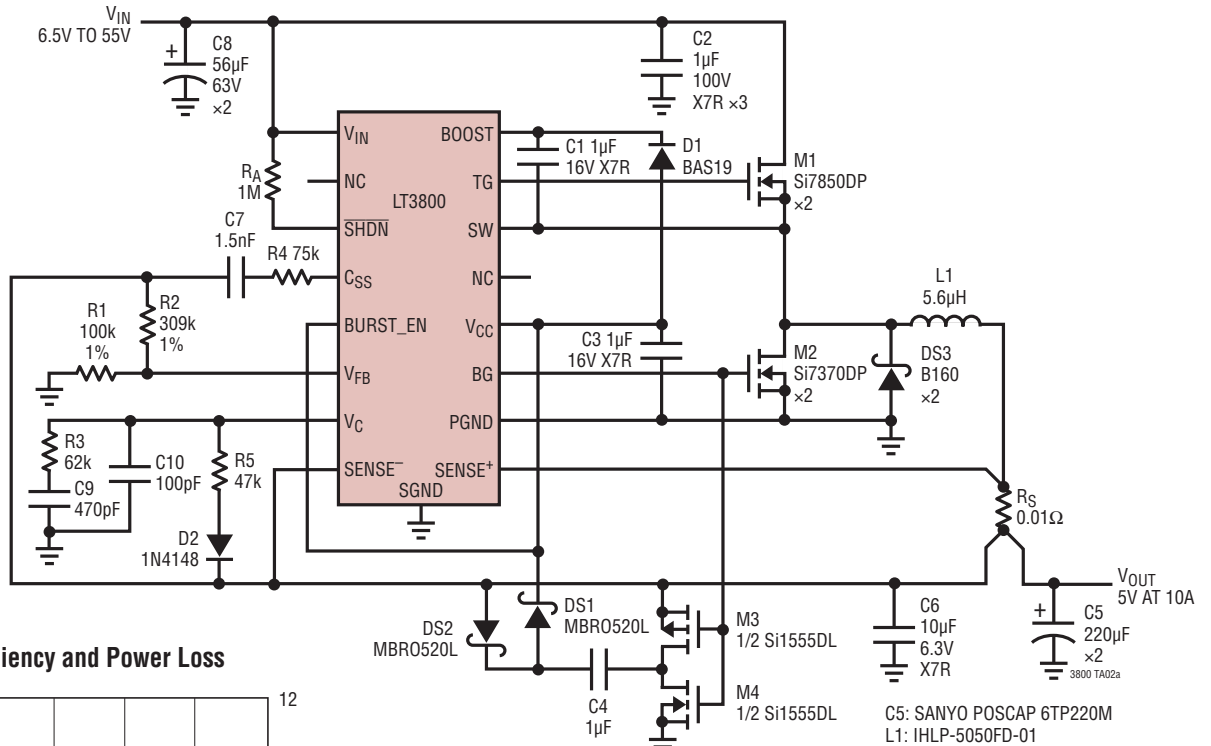 VIN
6.5V TO 55V
+
C8
56µF
63V
×2
C2
1µF
100V
X7R ×3
RA
1M
VIN
NC
SHDN
CSS
BURST_EN
VFB
VC
SENSE–
SGND
LT3800
BOOST
TG
SW
NC
VCC
BG
PGND
SENSE+
C1 1µF
16V X7R
D1
BAS19
M1
Si7850DP
×2
C7
1.5nF
R4 75k
R1
100k
1%
R2
309k
1%
C3 1µF
16V X7R
M2
Si7370DP
×2
L1
5.6µH
DS3
B160
×2
R3
62k
C9
470pF
C10
100pF
R5
47k
D2
1N4148
RS
0.01Ω
VOUT
5V AT 10A
DS2
MBRO520L
DS1
MBRO520L
C4
1µF
M3
1/2 Si1555DL
M4
1/2 Si1555DL
C6
10µF
6.3V
X7R
+
C5
220µF
×2
3800 TA02a
C5: SANYO POSCAP 6TP220M
L1: IHLP-5050FD-01
iency and Power Loss
12